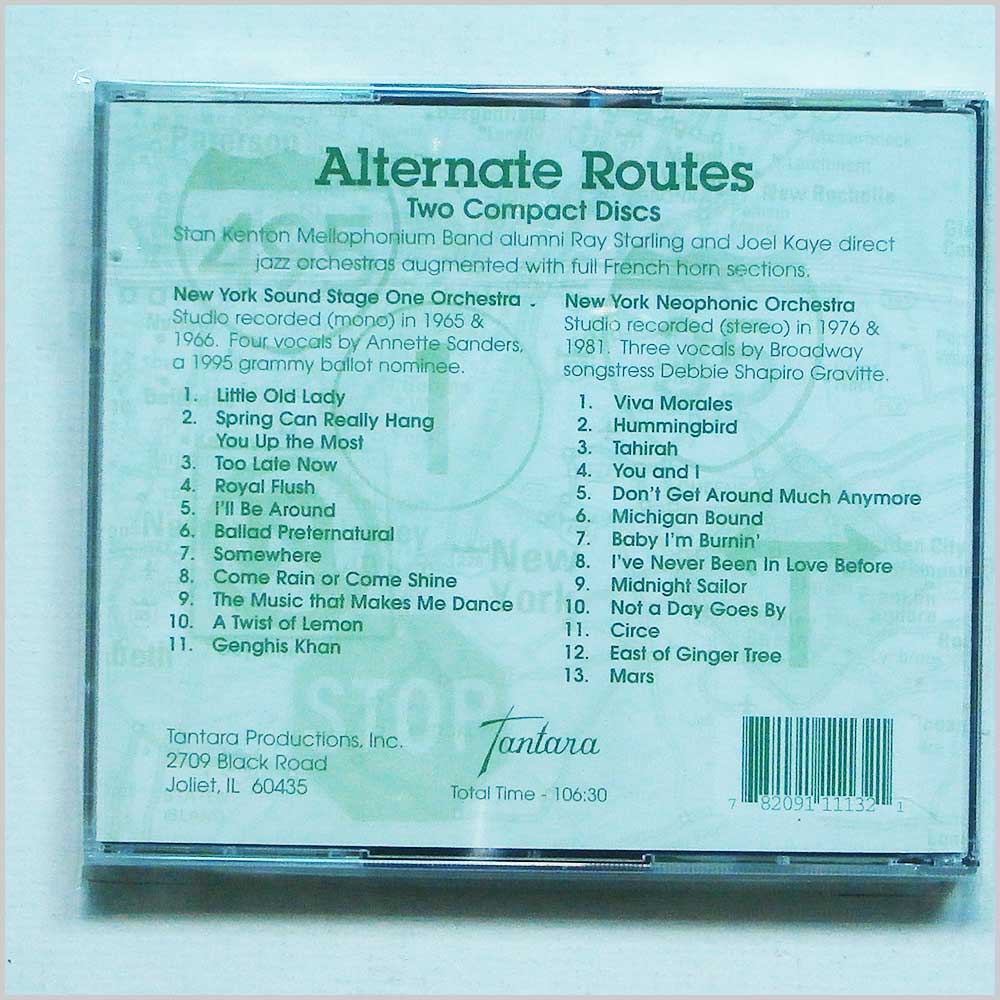 Alternate Routes
Two Compact Discs
Stan Kenton Mellophonium Band alumni Ray Starling and Joel Kaye direct
jazz orchestras augmented with full French horn sections.
New York Sound Stage One Orchestra
Studio recorded (mono) in 1965 &
1966. Four vocals by Annette Sanders,
a 1995 grammy ballot nominee.
1. Little Old Lady
2. Spring Can Really Hang
You Up the Most
3. Too Late Now
4. Royal Flush
5. I'll Be Around
6. Ballad Preternatural
7. Somewhere
8. Come Rain or Come Shine
9. The Music that Makes Me Dance
10. A Twist of Lemon
11. Genghis Khan
New York Neophonic Orchestra
Studio recorded (stereo) in 1976 &
1981. Three vocals by Broadway
songstress Debbie Shapiro Gravitte.
1. Viva Morales
2. Hummingbird
3. Tahirah
4. You and I
5. Don't Get Around Much Anymore
6. Michigan Bound
7. Baby I'm Burnin'
8. I've Never Been In Love Before
9. Midnight Sailor
10. Not a Day Goes By
11. Circe
12. East of Ginger Tree
13. Mars
Tantara Productions, Inc.
2709 Black Road
Joliet, IL 60435
Tantara
Total Time - 106:30
7 82091 11132 1
Paterson
New Rochelle
Larchmont
New
York
STOP